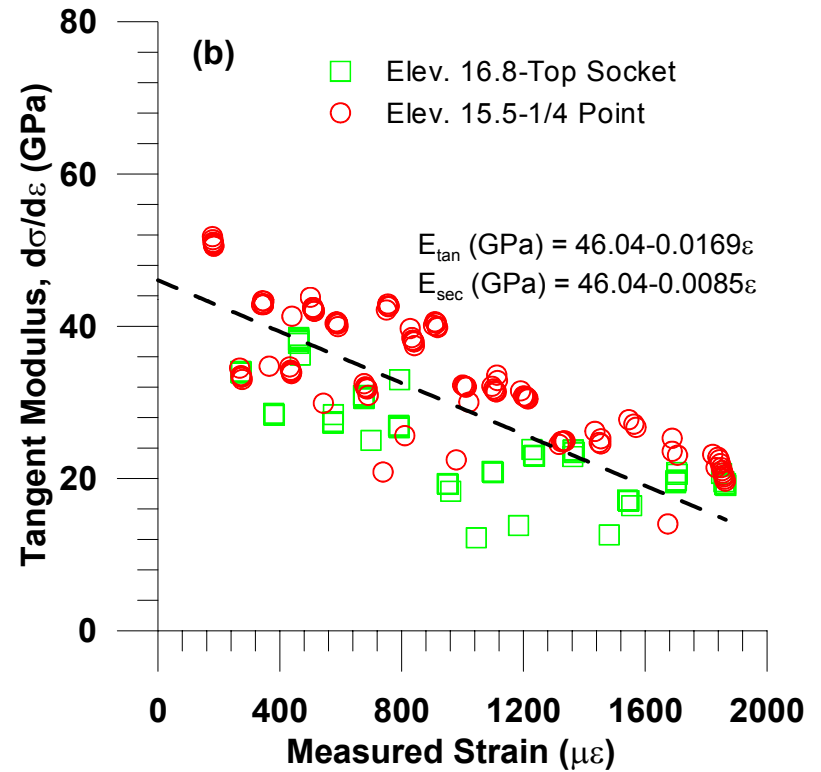 (b)
Elev. 16.8-Top Socket
Elev. 15.5-1/4 Point
E_tan (GPa) = 46.04-0.0169ε
E_sec (GPa) = 46.04-0.0085ε
Tangent Modulus, dσ/dε (GPa)
80
60
40
20
0
0 400 800 1200 1600 2000
Measured Strain (με)